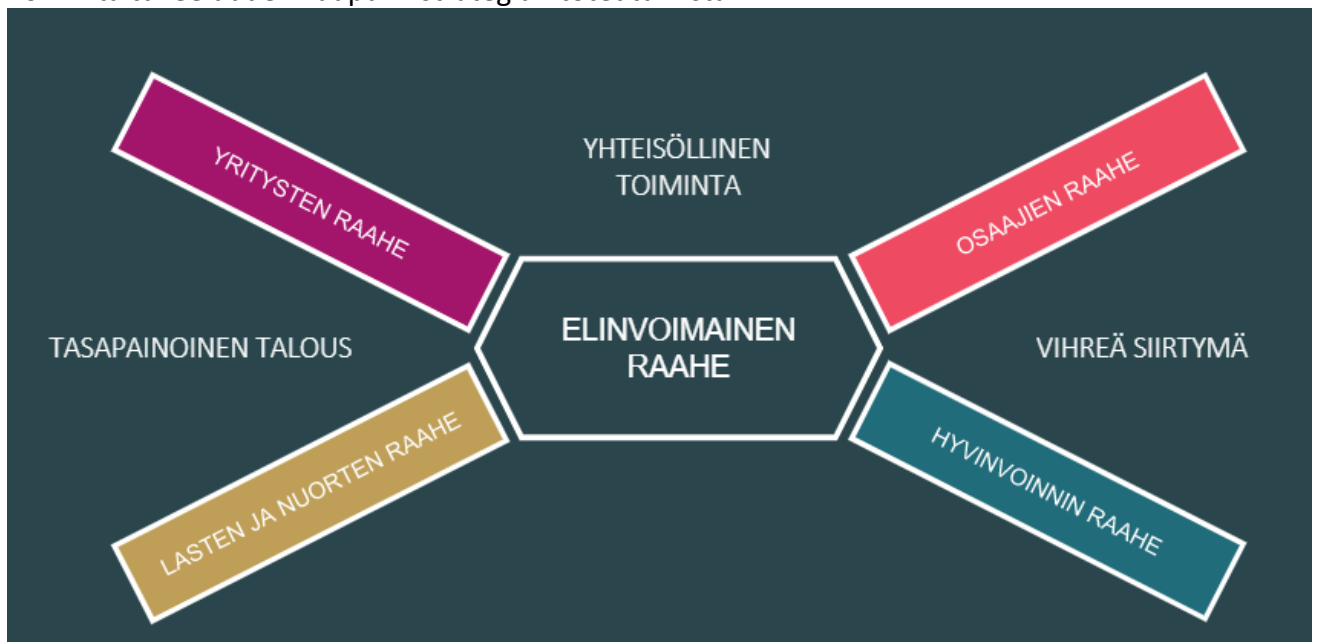 YHTEISÖLLINEN
TOIMINTA
YRITYSTEN RAAHE
OSAAJIEN RAAHE
ELINVOIMAINEN
RAAHE
TASAPAINOINEN TALOUS
VIHREÄ SIIRTYMÄ
LASTEN JA NUORTEN RAAHE
HYVINVOINNIN RAAHE